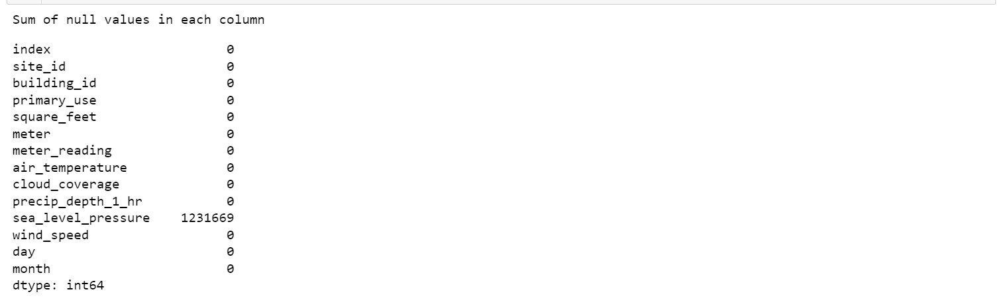 Sum of null values in each column
index 0
site_id 0
building_id 0
primary_use 0
square_feet 0
meter 0
meter_reading 0
air_temperature 0
cloud_coverage 0
precip_depth_1_hr 0
sea_level_pressure 1231669
wind_speed 0
day 0
month 0
dtype: int64